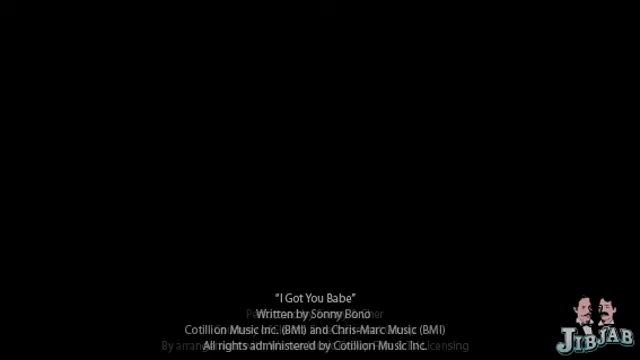 “I Got You Babe”
Written by Sonny Bono
Cotillion Music Inc. (BMI) and Chris-Marc Music (BMI)
All rights administered by Cotillion Music Inc.
JIBJAB